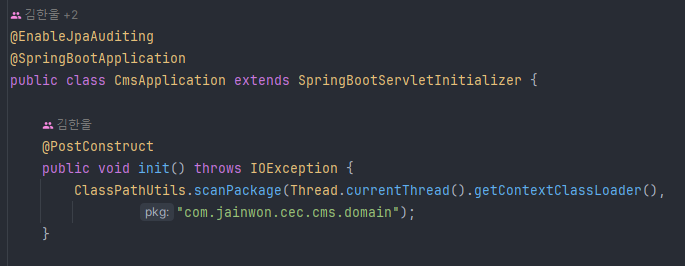 김한울 +2
@EnableJpaAuditing
@SpringBootApplication
public class CmsApplication extends SpringBootServletInitializer {
김한울
@PostConstruct
public void init() throws IOException {
ClassPathUtils.scanPackage(Thread.currentThread().getContextClassLoader(),
pkg: "com.jainwon.cec.cms.domain");
}